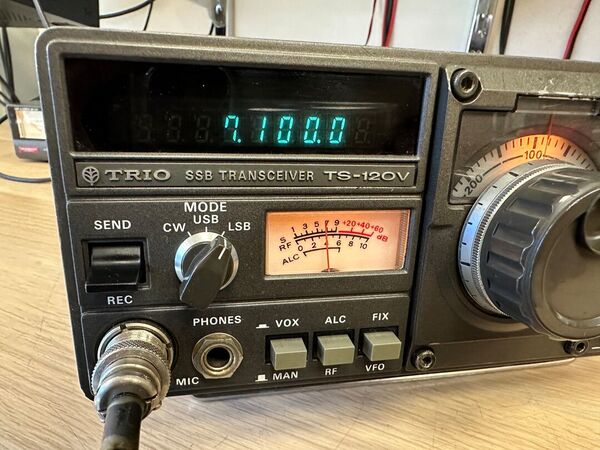 7.100.0
TRIO SSB TRANSCEIVER TS-120V
-200 100
MODE
SEND CW USB LSB
REC
S 1 3 5 7 9 +20 +40 +60 dB
RF 0 2 4 6 8 10
ALC
PHONES
MIC
VOX ALC FIX
MAN RF VFO